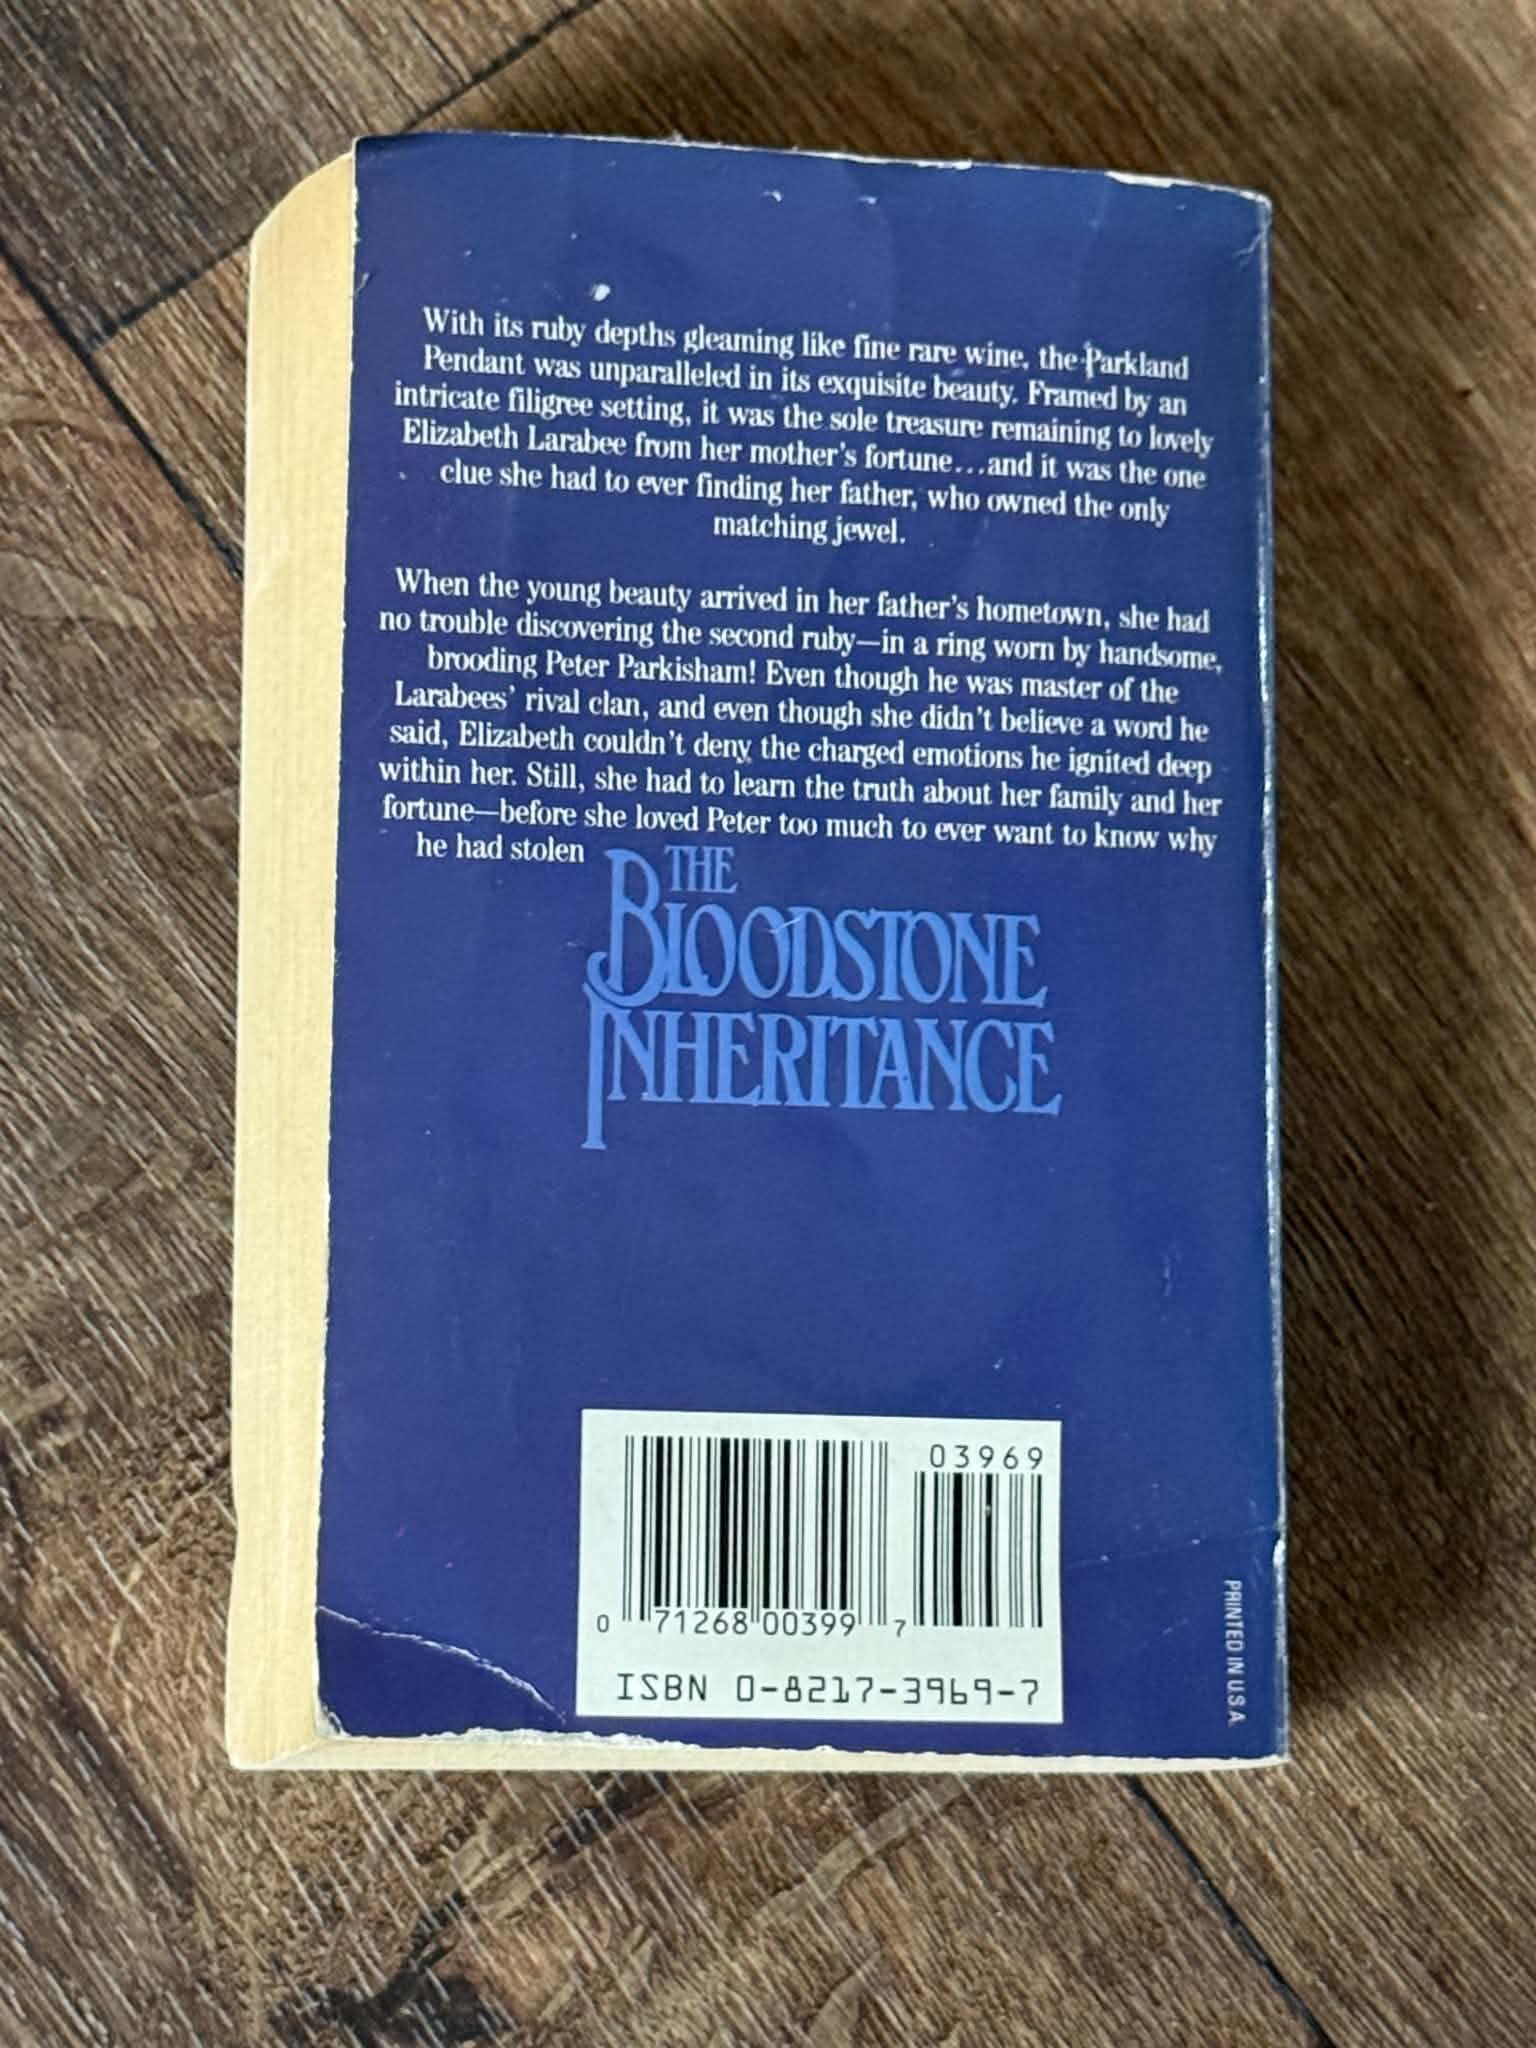 With its ruby depths gleaming like fine rare wine, the Parkland
Pendant was unparalleled in its exquisite beauty. Framed by an
intricate filigree setting, it was the sole treasure remaining to lovely
Elizabeth Larabee from her mother's fortune...and it was the one
clue she had to ever finding her father, who owned the only
matching jewel.
When the young beauty arrived in her father's hometown, she had
no trouble discovering the second ruby—in a ring worn by handsome,
brooding Peter Parkisham! Even though he was master of the
Larabees' rival clan, and even though she didn't believe a word he
said, Elizabeth couldn't deny the charged emotions he ignited deep
within her. Still, she had to learn the truth about her family and her
fortune—before she loved Peter too much to ever want to know why
he had stolen
THE
BLOODSTONE
INHERITANCE
03969
0 71268 00399 7
ISBN 0-8217-3969-7
PRINTED IN U.S.A.